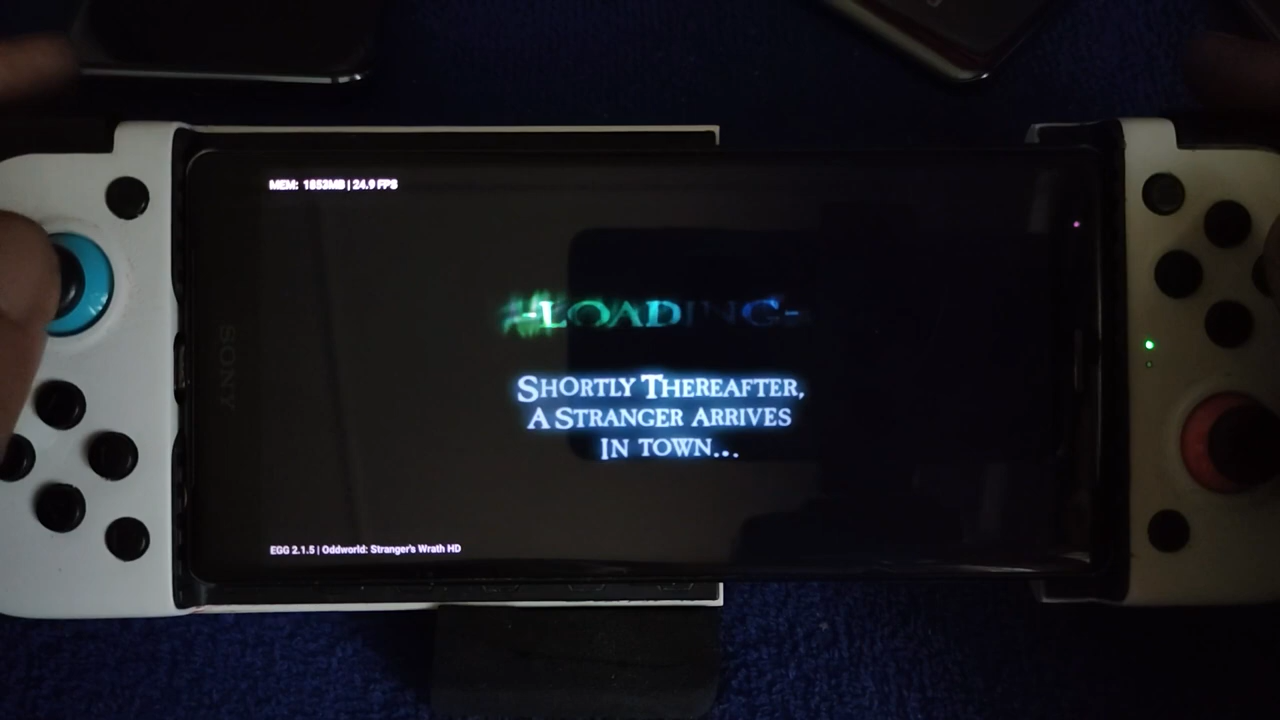 MEM: 1853MB | 24.9 FPS
-LOADING-
SHORTLY THEREAFTER,
A STRANGER ARRIVES
IN TOWN...
SONY
EGG 2.1.5 | Oddworld: Stranger's Wrath HD